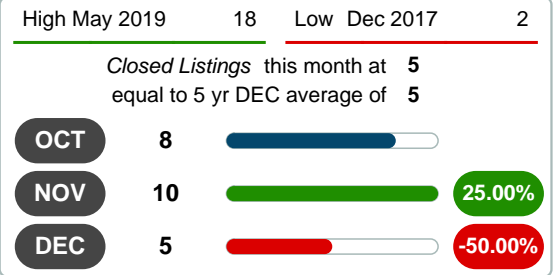 High May 2019 18 Low Dec 2017 2
Closed Listings this month at 5
equal to 5 yr DEC average of 5
OCT 8
NOV 10 25.00%
DEC 5 -50.00%